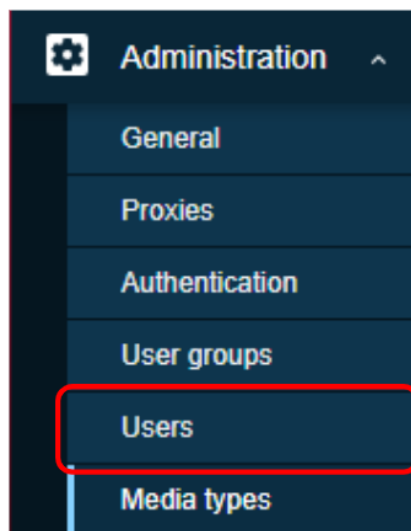 Administration
General
Proxies
Authentication
User groups
Users
Media types